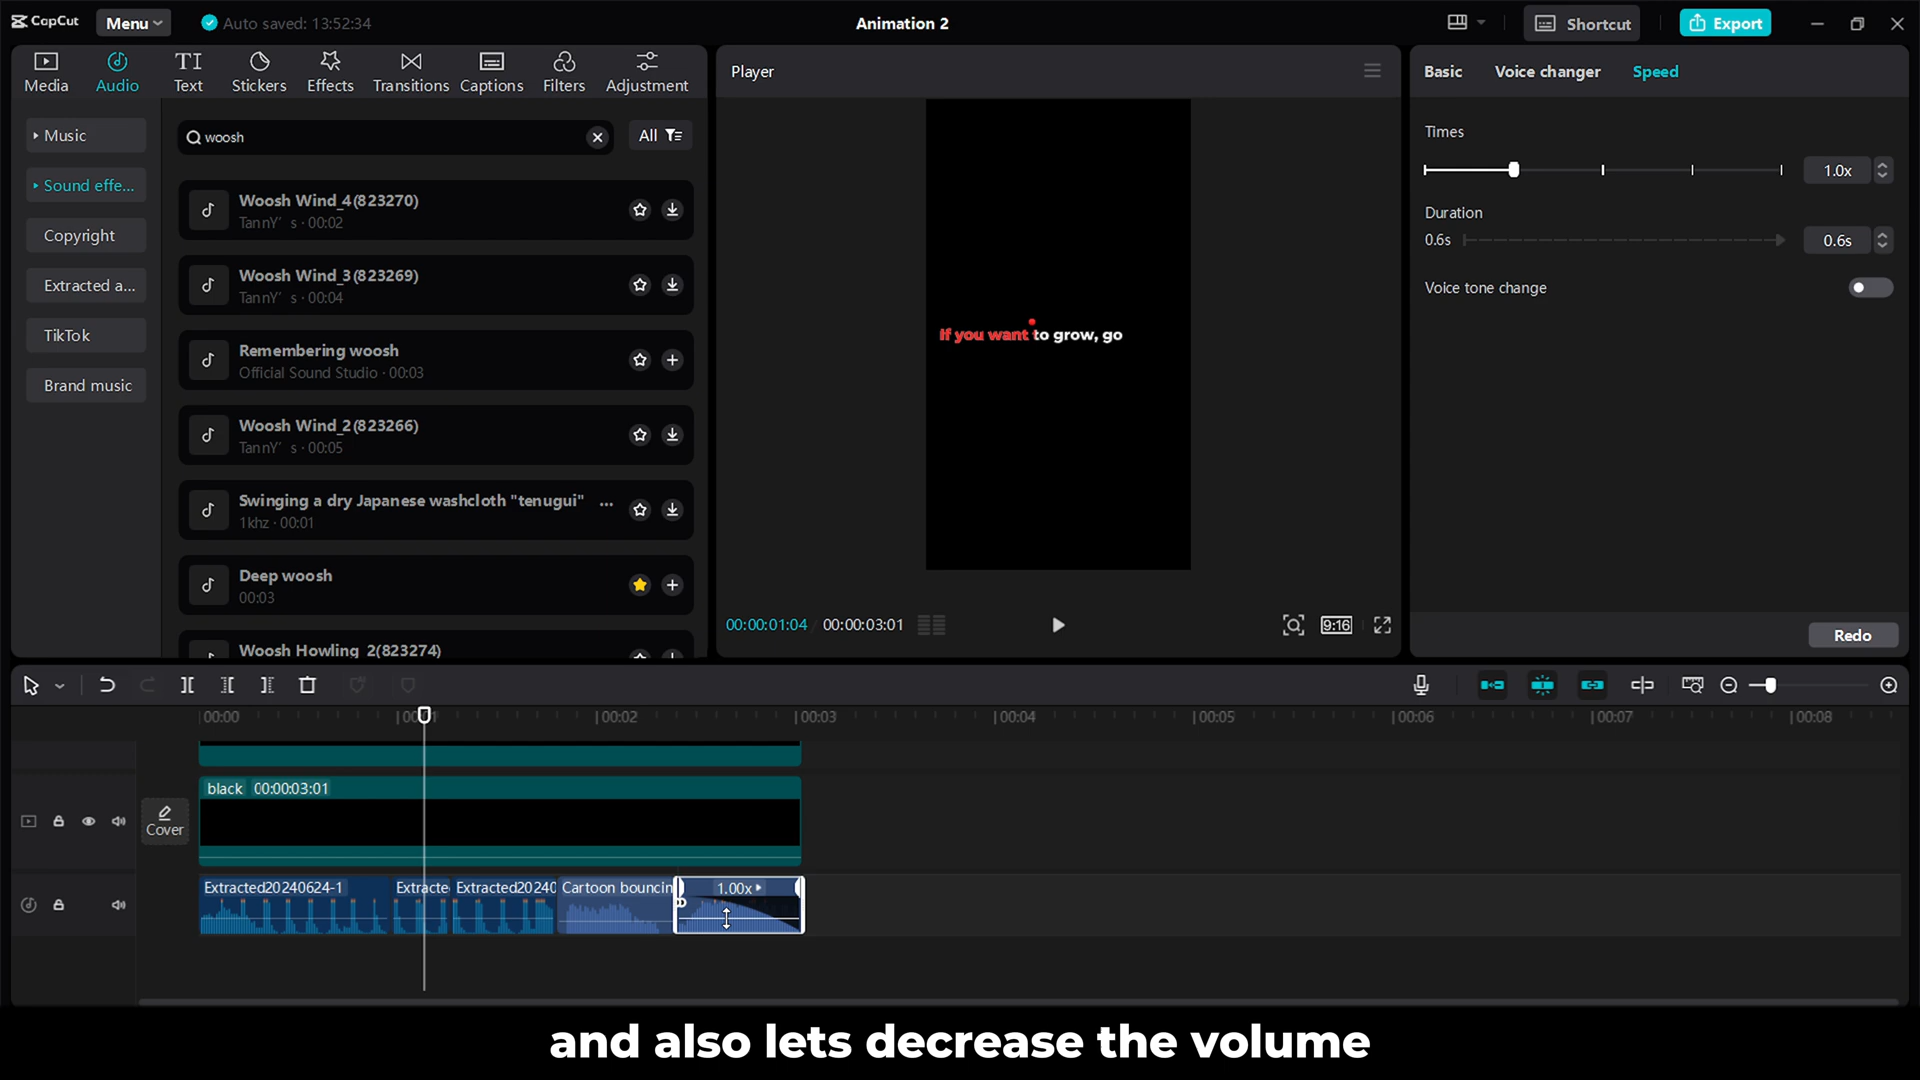 CapCut
Menu
Auto saved: 13:52:34
Animation 2
Shortcut
Export
Media
Audio
TI
Text
Stickers
Effects
Transitions
Captions
Filters
Adjustment
Player
Basic
Voice changer
Speed
Music
Sound effe...
Copyright
Extracted a...
TikTok
Brand music
woosh
All
Woosh Wind_4(823270)
TannY' s · 00:02
Woosh Wind_3(823269)
TannY' s · 00:04
Remembering woosh
Official Sound Studio · 00:03
Woosh Wind_2(823266)
TannY' s · 00:05
Swinging a dry Japanese washcloth "tenugui" ...
1khz · 00:01
Deep woosh
00:03
Woosh Howling_2(823274)
If you want to grow, go
00:00:01:04
00:00:03:01
9:16
Times
1.0x
Duration
0.6s
0.6s
Voice tone change
Redo
00:00
00:02
00:03
00:04
00:05
00:06
00:07
00:08
black 00:00:03:01
Cover
Extracted20240624-1
Extracte
Extracted20240
Cartoon bouncin
1.00x
and also lets decrease the volume